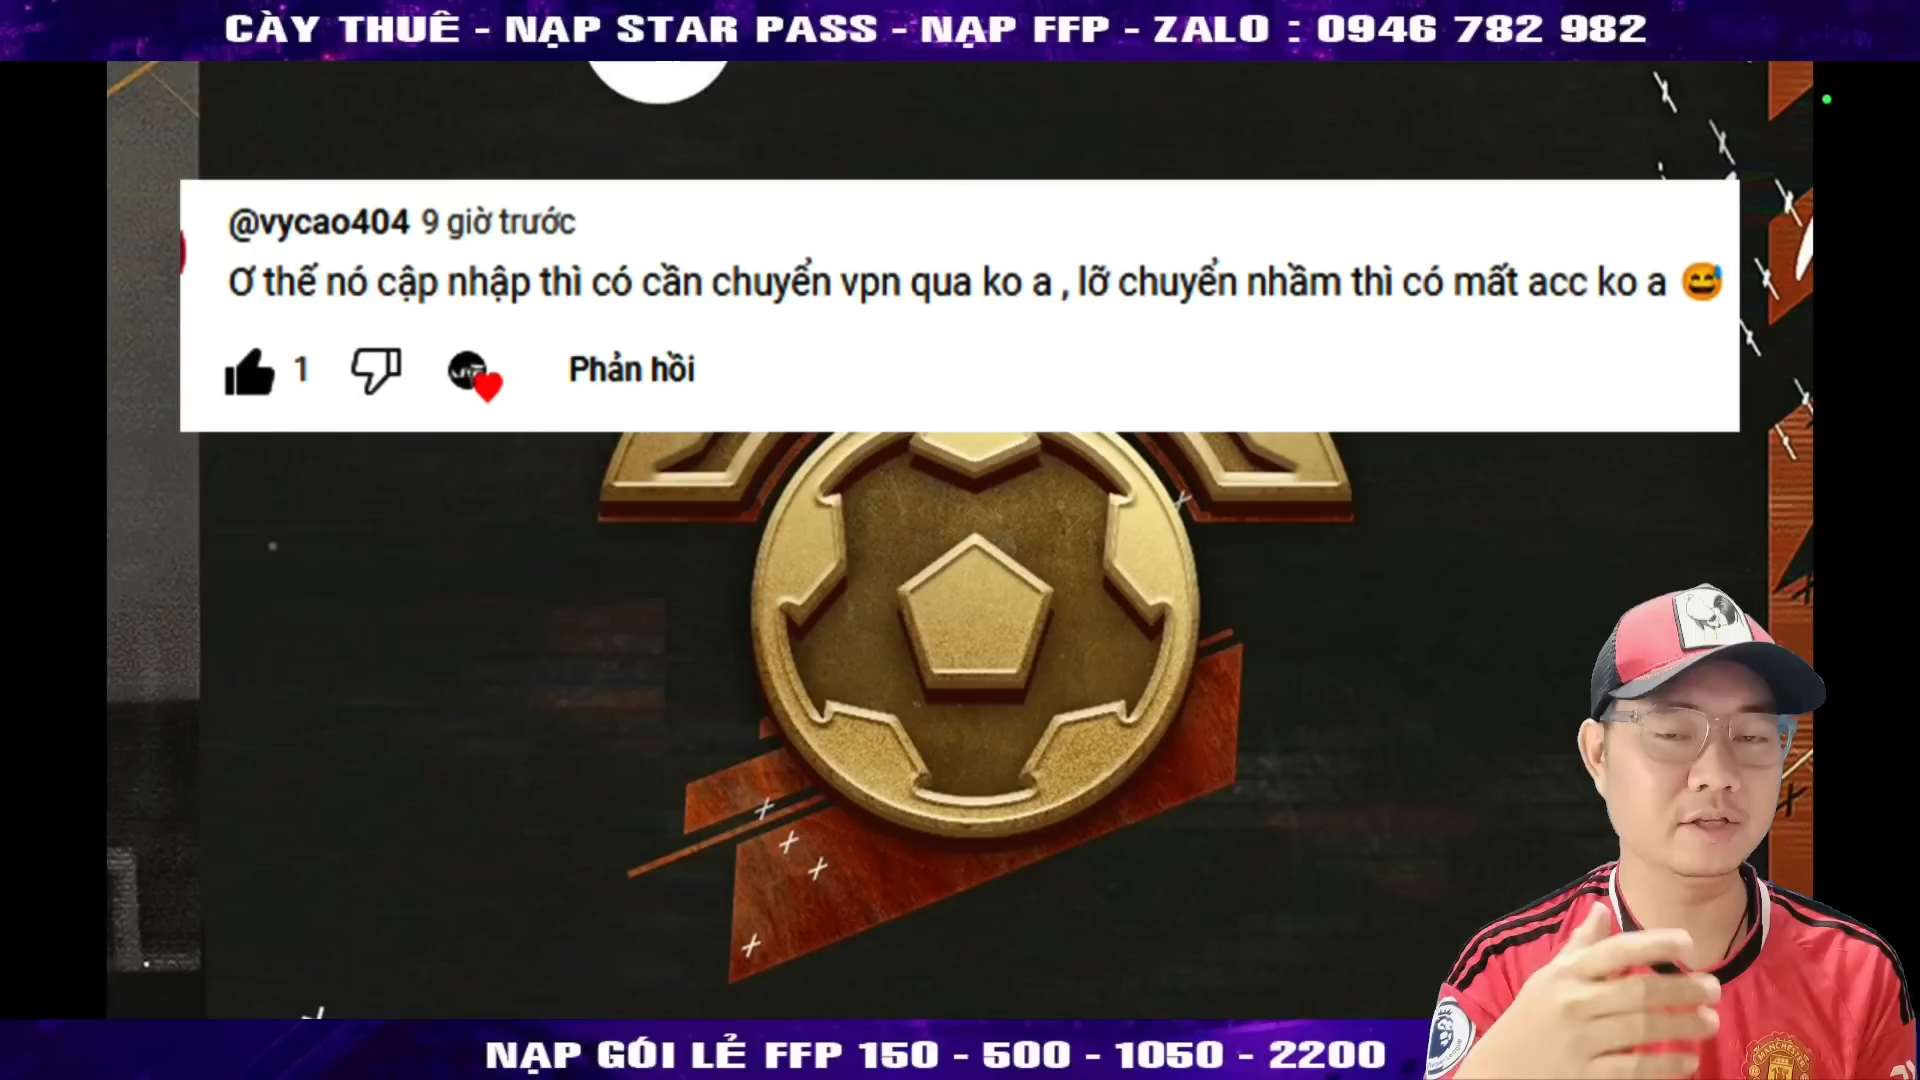 CÀY THUÊ - NẠP STAR PASS - NẠP FFP - ZALO : 0946 782 982
@vycao404 9 giờ trước
Ơ thế nó cập nhập thì có cần chuyển vpn qua ko a , lỡ chuyển nhầm thì có mất acc ko a 😅
1
Phản hồi
NẠP GÓI LẺ FFP 150 - 500 - 1050 - 2200
MANCHESTER